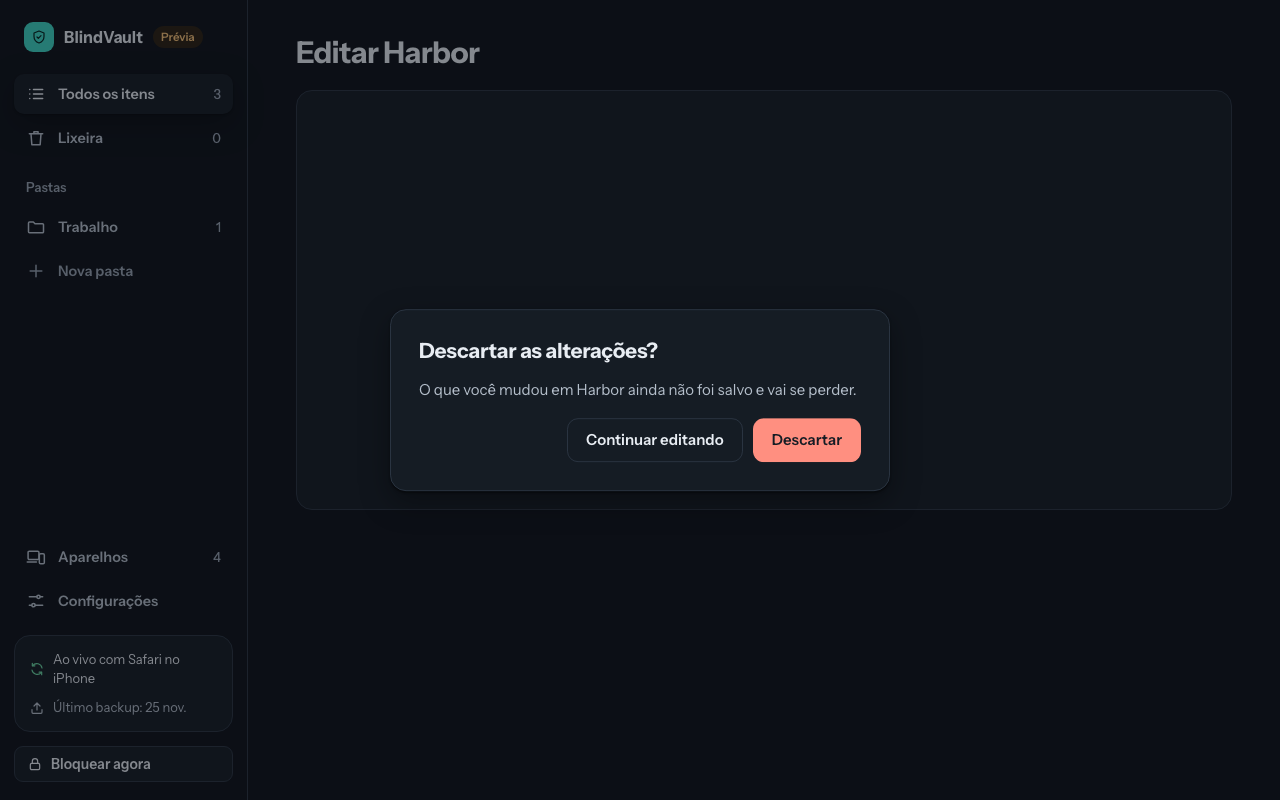 BlindVault Prévia
Todos os itens 3
Lixeira 0
Pastas
Trabalho 1
Nova pasta
Aparelhos 4
Configurações
Ao vivo com Safari no
iPhone
Último backup: 25 nov.
Bloquear agora
Editar Harbor
Descartar as alterações?
O que você mudou em Harbor ainda não foi salvo e vai se perder.
Continuar editando Descartar